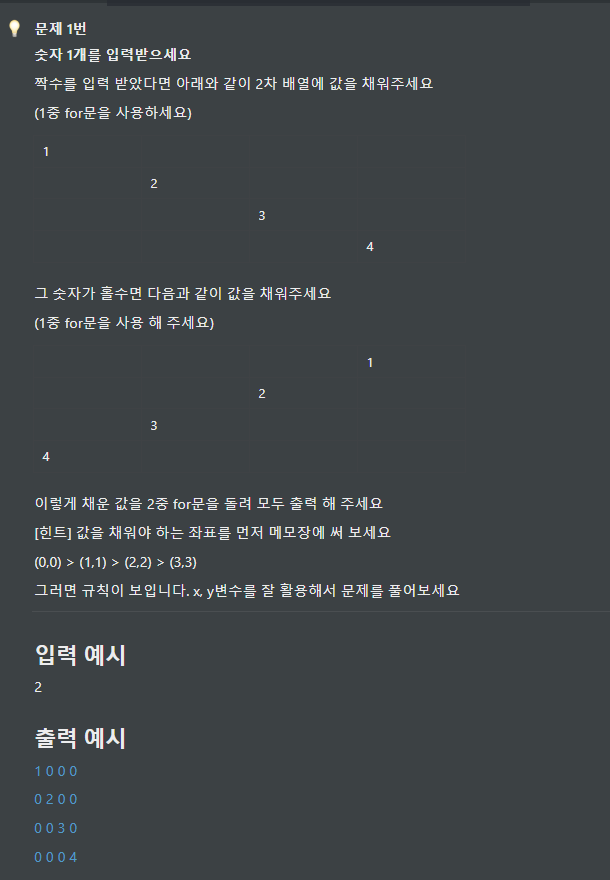 문제 1번
숫자 1개를 입력받으세요
짝수를 입력 받았다면 아래와 같이 2차 배열에 값을 채워주세요
(1중 for문을 사용하세요)
1
2
3
4
그 숫자가 홀수면 다음과 같이 값을 채워주세요
(1중 for문을 사용 해 주세요)
1
2
3
4
이렇게 채운 값을 2중 for문을 돌려 모두 출력 해 주세요
[힌트] 값을 채워야 하는 좌표를 먼저 메모장에 써 보세요
(0,0) > (1,1) > (2,2) > (3,3)
그러면 규칙이 보입니다. x, y변수를 잘 활용해서 문제를 풀어보세요
입력 예시
2
출력 예시
1 0 0 0
0 2 0 0
0 0 3 0
0 0 0 4